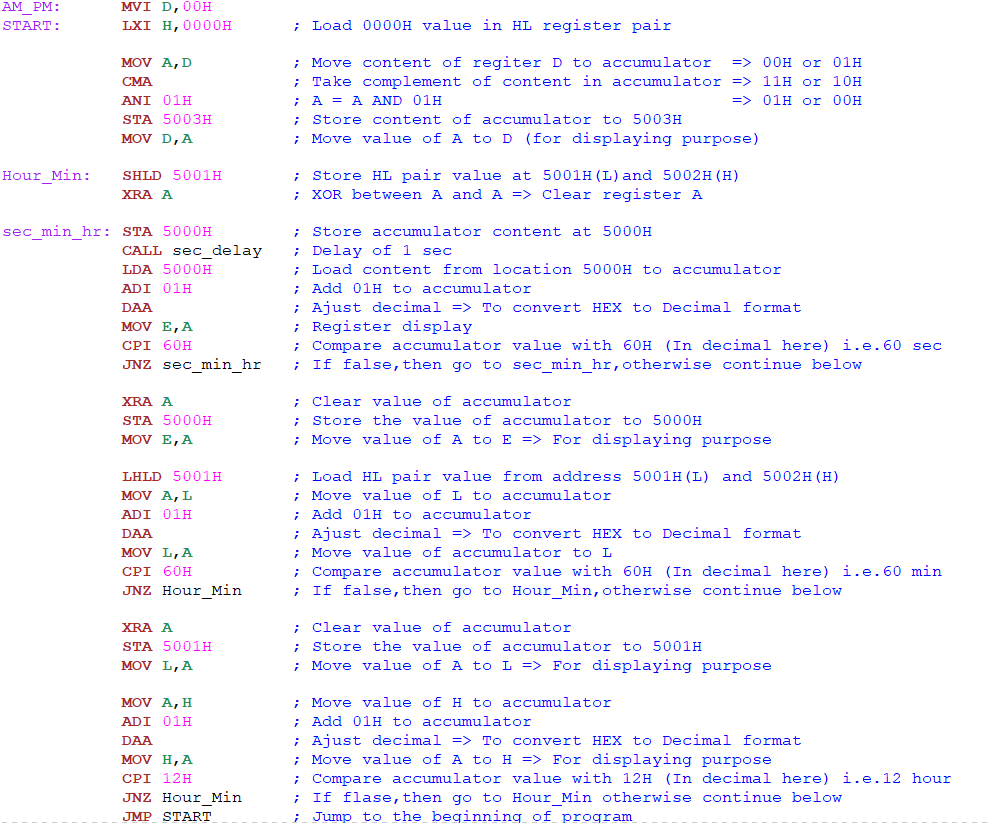 AM_PM: MVI D,00H
START: LXI H,0000H ; Load 0000H value in HL register pair
MOV A,D ; Move content of regiter D to accumulator => 00H or 01H
CMA ; Take complement of content in accumulator => 11H or 10H
ANI 01H ; A = A AND 01H => 01H or 00H
STA 5003H ; Store content of accumulator to 5003H
MOV D,A ; Move value of A to D (for displaying purpose)
Hour_Min: SHLD 5001H ; Store HL pair value at 5001H(L)and 5002H(H)
XRA A ; XOR between A and A => Clear register A
sec_min_hr: STA 5000H ; Store accumulator content at 5000H
CALL sec_delay ; Delay of 1 sec
LDA 5000H ; Load content from location 5000H to accumulator
ADI 01H ; Add 01H to accumulator
DAA ; Ajust decimal => To convert HEX to Decimal format
MOV E,A ; Register display
CPI 60H ; Compare accumulator value with 60H (In decimal here) i.e.60 sec
JNZ sec_min_hr ; If false,then go to sec_min_hr,otherwise continue below
XRA A ; Clear value of accumulator
STA 5000H ; Store the value of accumulator to 5000H
MOV E,A ; Move value of A to E => For displaying purpose
LHLD 5001H ; Load HL pair value from address 5001H(L) and 5002H(H)
MOV A,L ; Move value of L to accumulator
ADI 01H ; Add 01H to accumulator
DAA ; Ajust decimal => To convert HEX to Decimal format
MOV L,A ; Move value of accumulator to L
CPI 60H ; Compare accumulator value with 60H (In decimal here) i.e.60 min
JNZ Hour_Min ; If false,then go to Hour_Min,otherwise continue below
XRA A ; Clear value of accumulator
STA 5001H ; Store the value of accumulator to 5001H
MOV L,A ; Move value of A to L => For displaying purpose
MOV A,H ; Move value of H to accumulator
ADI 01H ; Add 01H to accumulator
DAA ; Ajust decimal => To convert HEX to Decimal format
MOV H,A ; Move value of A to H => For displaying purpose
CPI 12H ; Compare accumulator value with 12H (In decimal here) i.e.12 hour
JNZ Hour_Min ; If flase,then go to Hour_Min otherwise continue below
JMP START ; Jump to the beginning of program